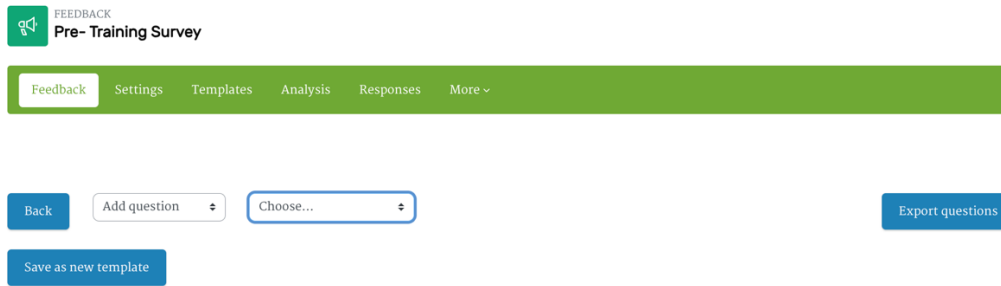 FEEDBACK
Pre- Training Survey
Feedback Settings Templates Analysis Responses More
Back Add question Choose... Export questions
Save as new template